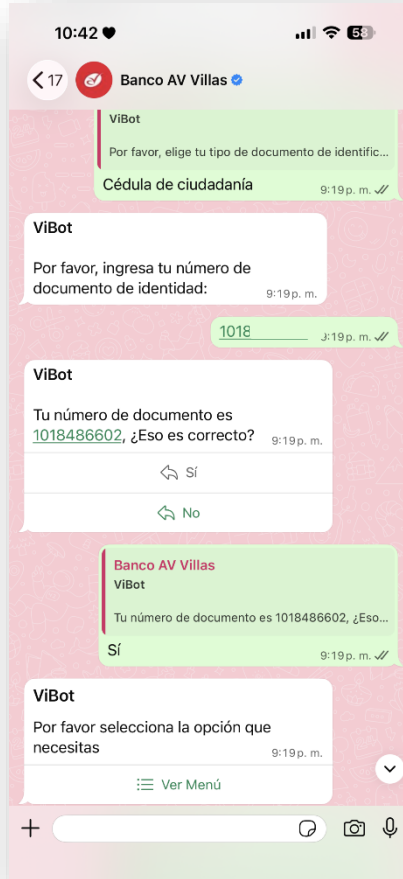 10:42
58
17
Banco AV Villas
ViBot
Por favor, elige tu tipo de documento de identific...
Cédula de ciudadanía
9:19 p. m.
ViBot
Por favor, ingresa tu número de
documento de identidad:
9:19 p. m.
1018
9:19 p. m.
ViBot
Tu número de documento es
1018486602, ¿Eso es correcto?
9:19 p. m.
Sí
No
Banco AV Villas
ViBot
Tu número de documento es 1018486602, ¿Eso...
Sí
9:19 p. m.
ViBot
Por favor selecciona la opción que
necesitas
9:19 p. m.
Ver Menú